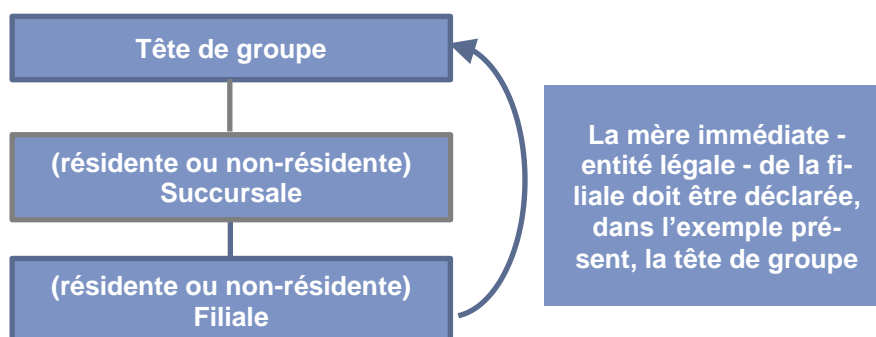 Tête de groupe
(résidente ou non-résidente)
Succursale
(résidente ou non-résidente)
Filiale
La mère immédiate -
entité légale - de la fi-
liale doit être déclarée,
dans l’exemple pré-
sent, la tête de groupe